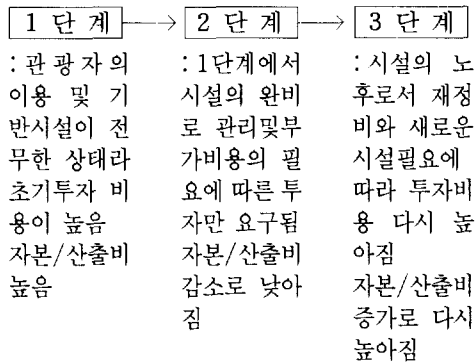 1 단 계 → 2 단 계 → 3 단 계
: 관 광 자 의
이용 및 기
반시설이 전
무한 상태라
초기투자 비
용이 높음
자본/산출비
높음
: 1단계에서
시설의 완비
로 관리및부
가비용의 필
요에 따른 투
자만 요구됨
자본/산출비
감소로 낮아
짐
: 시설의 노
후로서 재정
비와 새로운
시설필요에
따라 투자비
용 다시 높
아짐
자본/산출비
증가로 다시
높아짐